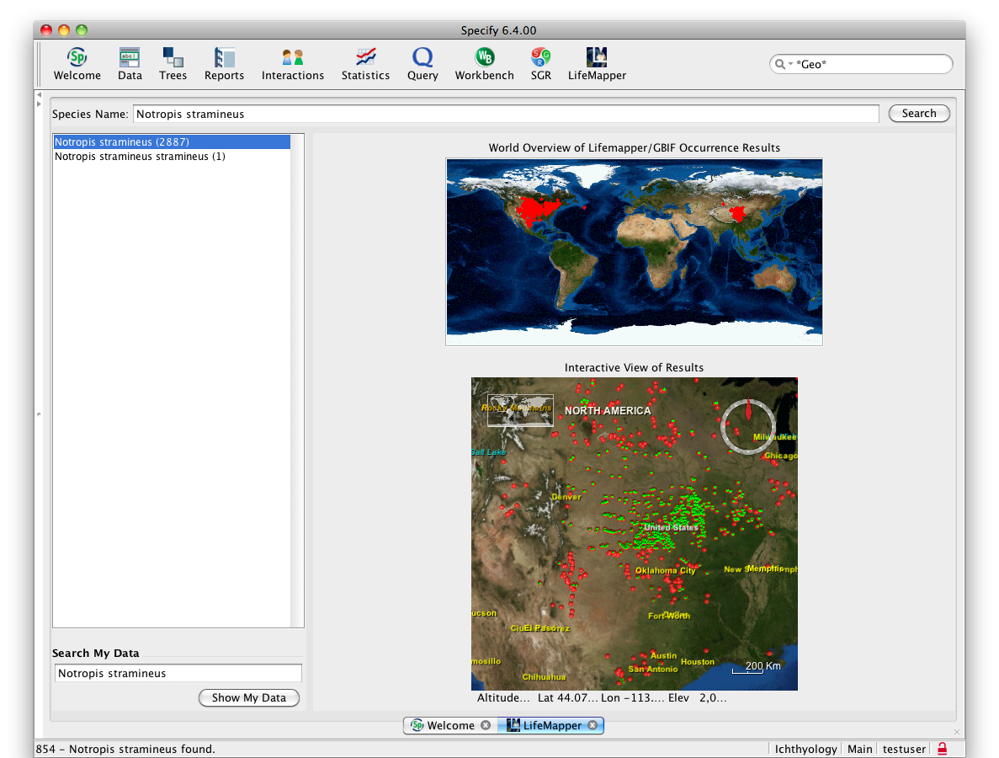 Specify 6.4.00
Welcome Data Trees Reports Interactions Statistics Query Workbench SGR LifeMapper
*Geo*
Species Name: Notropis stramineus Search
Notropis stramineus (2887)
Notropis stramineus stramineus (1)
World Overview of Lifemapper/GBIF Occurrence Results
Interactive View of Results
Rocky Mountains
NORTH AMERICA
Milwaukee
Salt Lake
Chicago
Denver
United States
Oklahoma City
Memphis
ucson
Fort Worth
El Paso
Austin
mosillo
Houston
San Antonio
200 Km
Chihuahua
Altitude... Lat 44.07... Lon -113.... Elev 2,0...
Search My Data
Notropis stramineus
Show My Data
Welcome LifeMapper
854 - Notropis stramineus found.
Ichthyology Main testuser